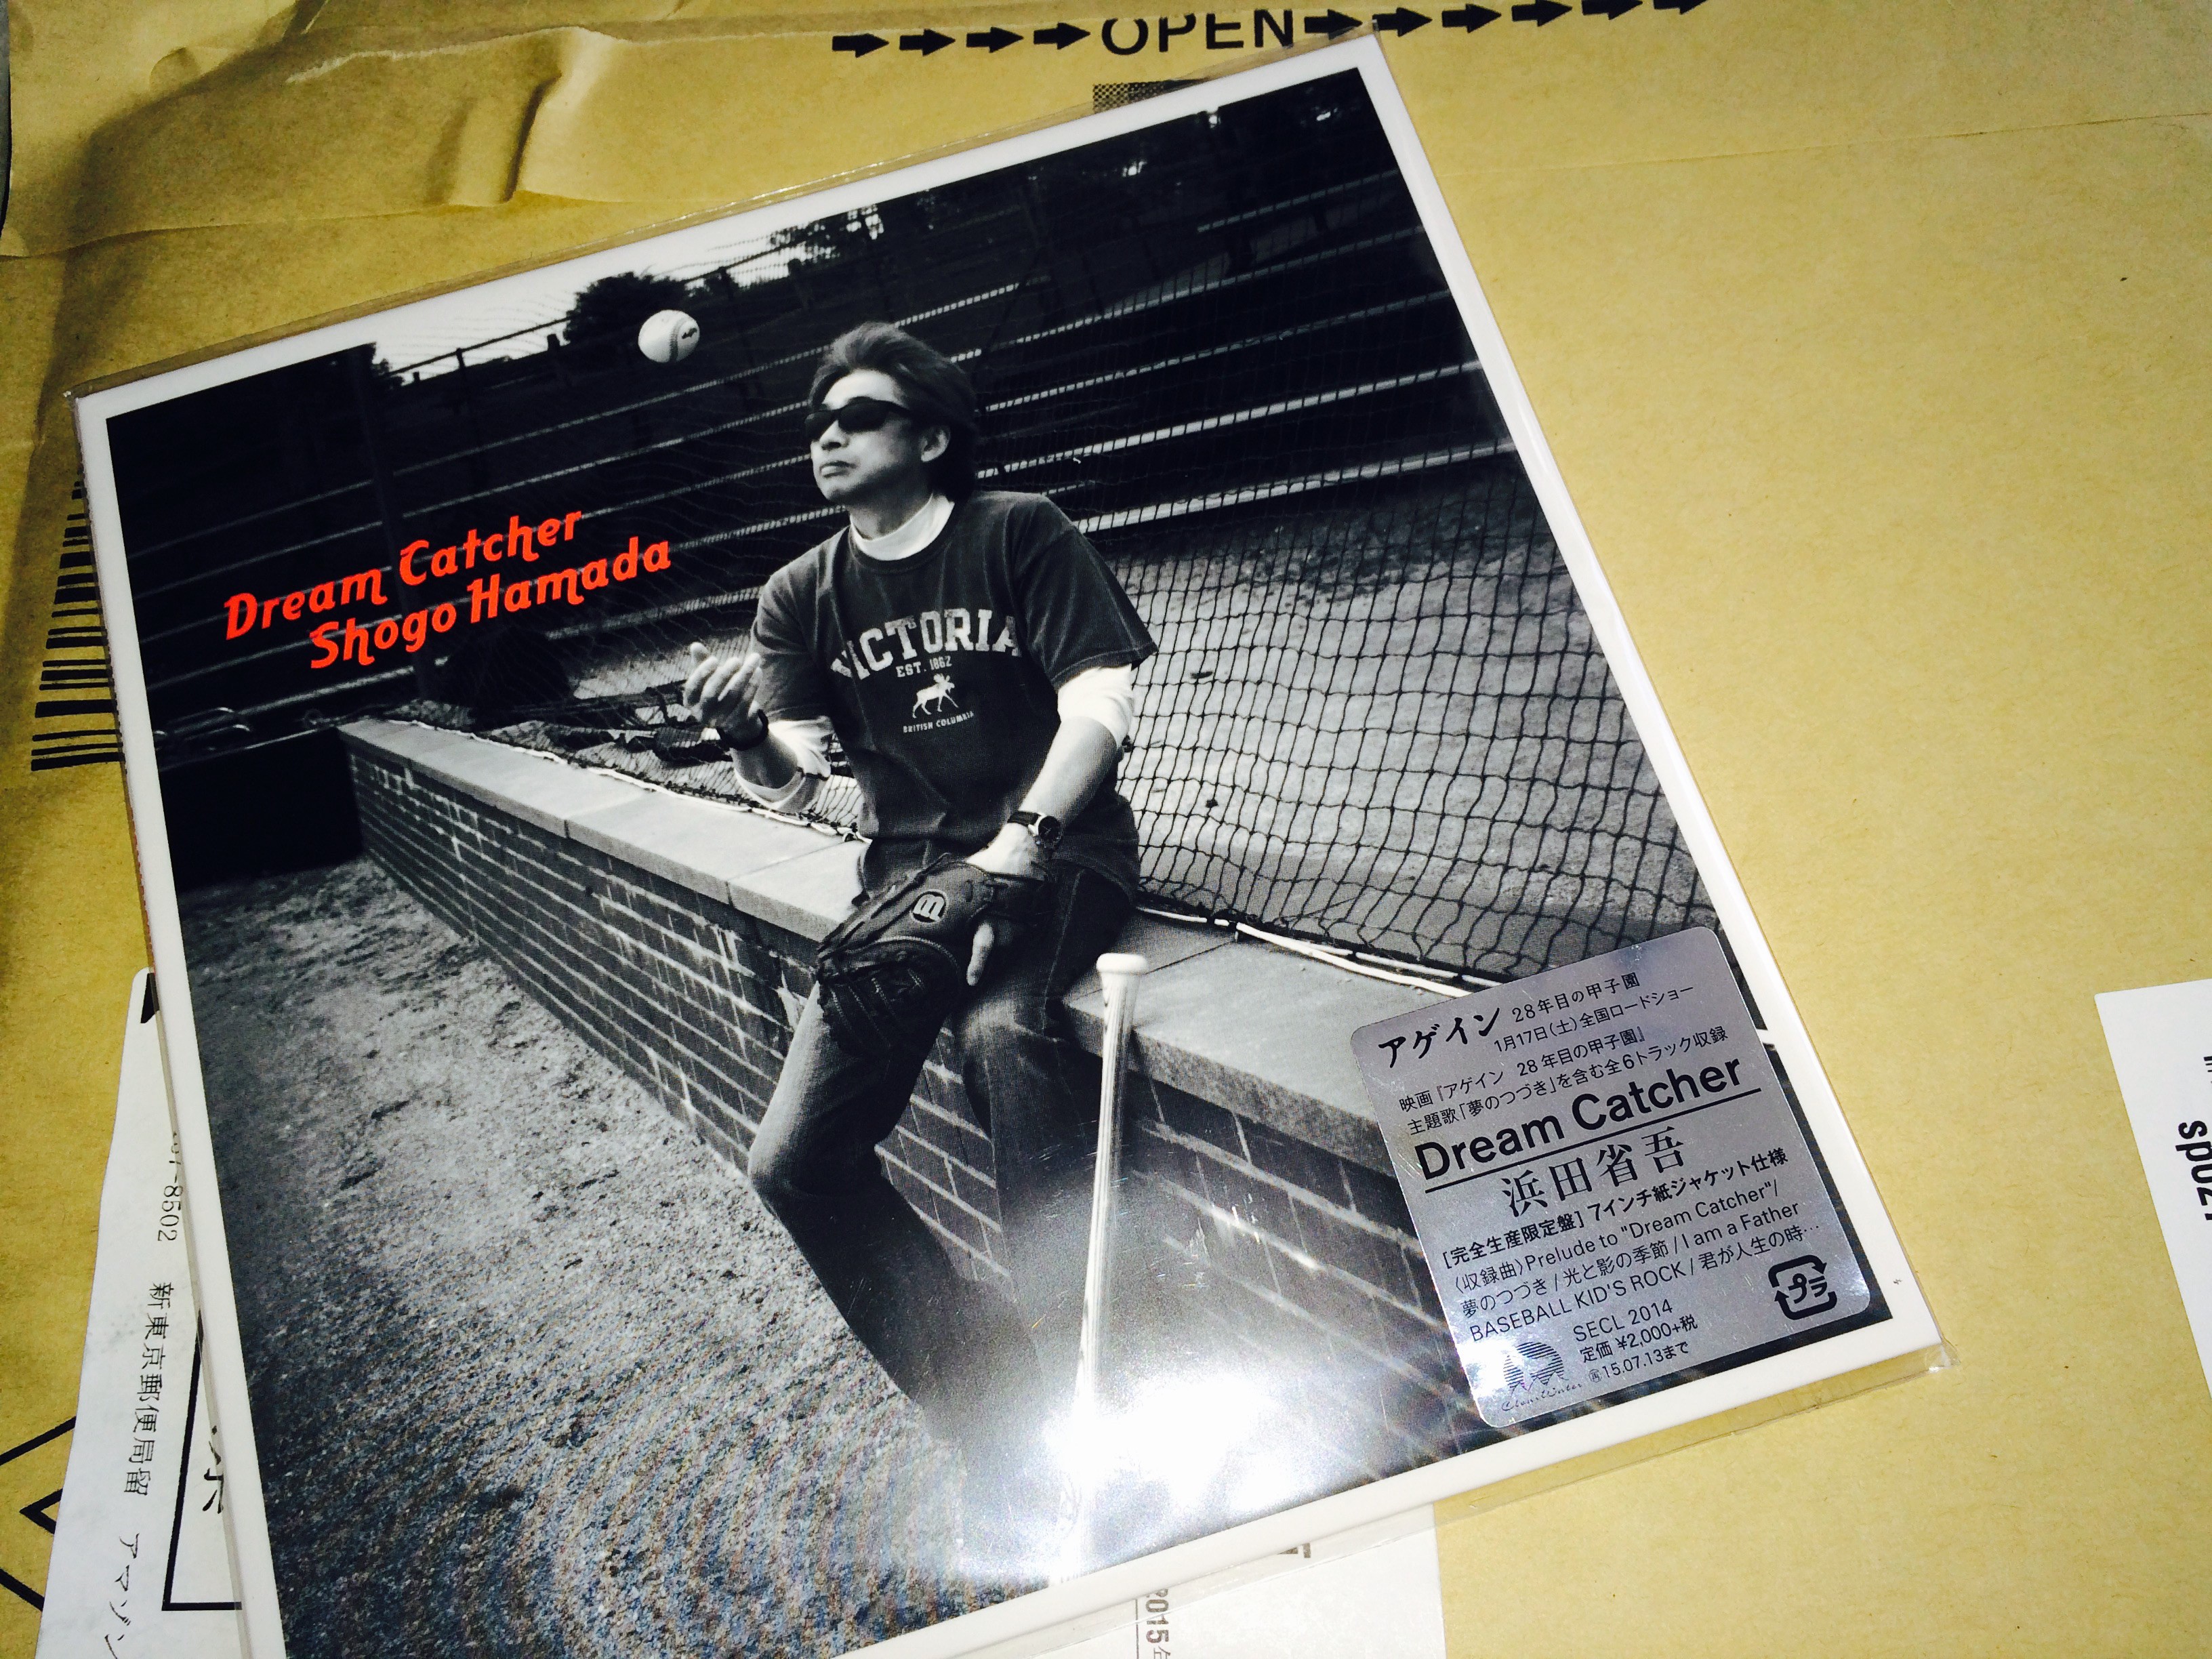 OPEN
Dream Catcher
Shogo Hamada
VICTORIA
EST. 1862
BRITISH COLUMBIA
アゲイン 28年目の甲子園
1月17日(土)全国ロードショー
映画『アゲイン 28年目の甲子園』
主題歌「夢のつづき」を含む全6トラック収録
Dream Catcher
浜田省吾
[完全生産限定盤] 7インチ紙ジャケット仕様
〈収録曲〉Prelude to "Dream Catcher"/
夢のつづき / 光と影の季節 / I am a Father
BASEBALL KID'S ROCK / 君が人生の時…
SECL 2014
定価 ¥2,000+税
15.07.13まで
プラ
-8502 新東京郵便局留 アマゾン
2015